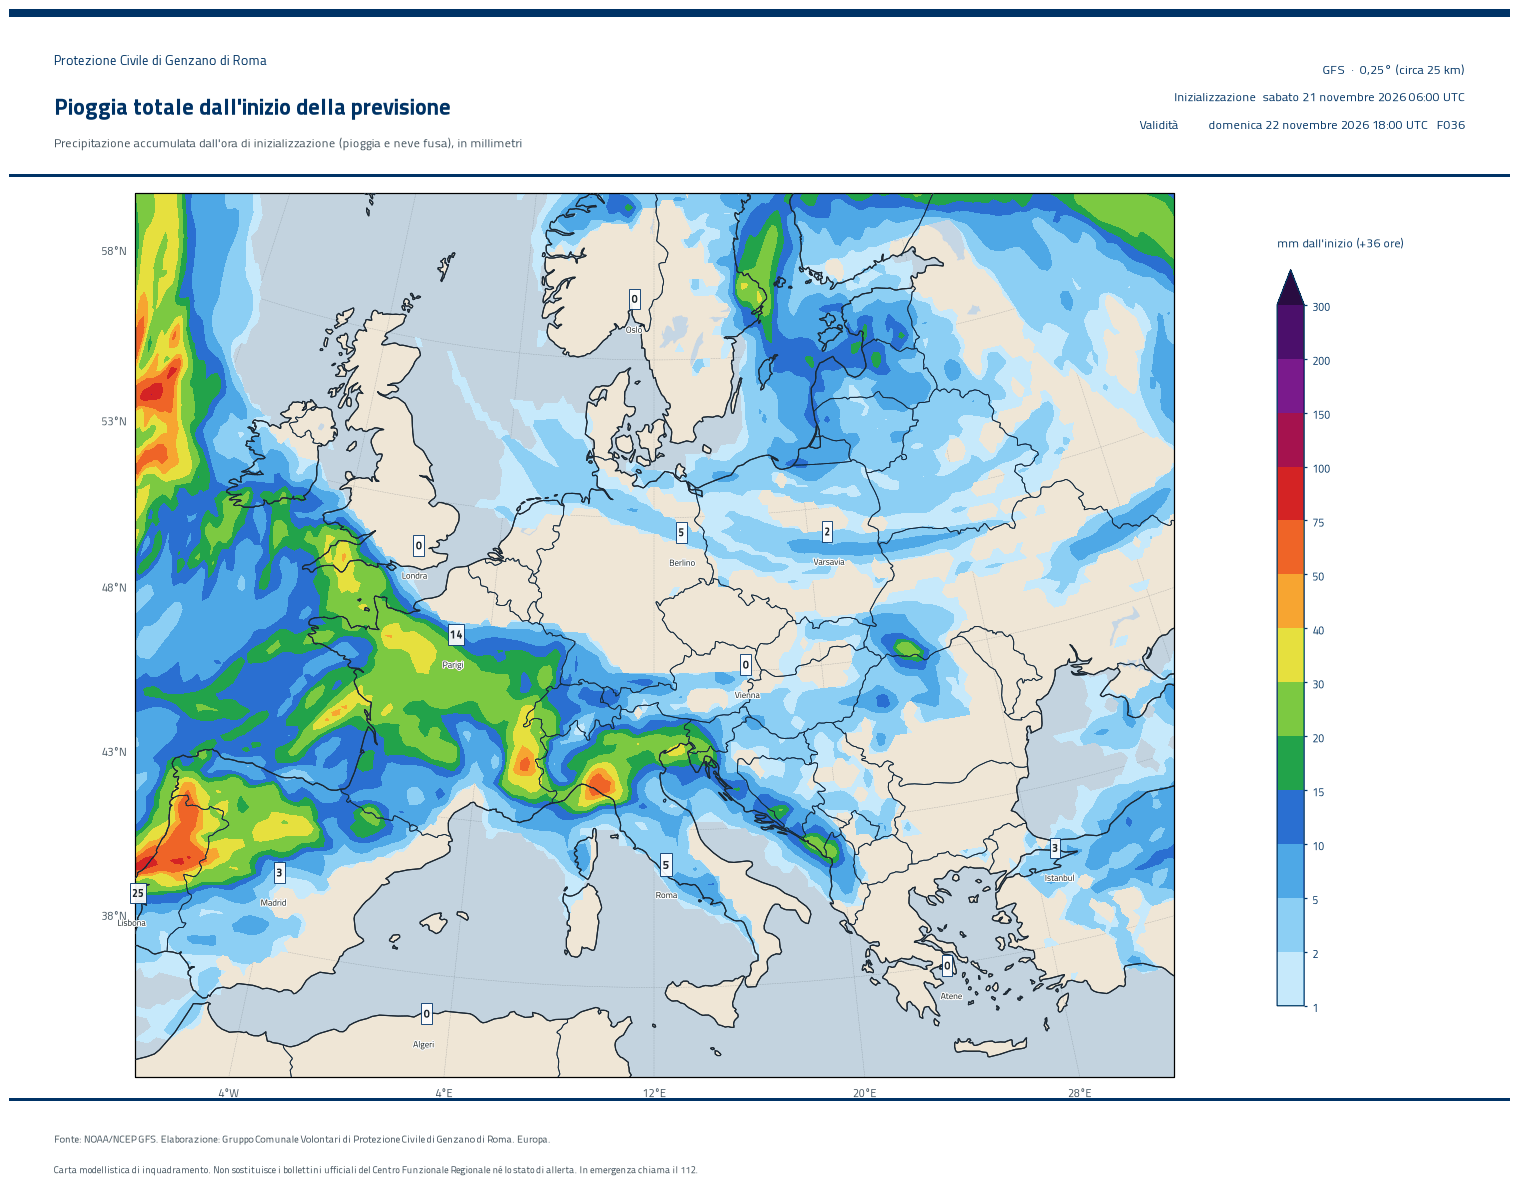 Protezione Civile di Genzano di Roma
Pioggia totale dall'inizio della previsione
Precipitazione accumulata dall'ora di inizializzazione (pioggia e neve fusa), in millimetri
GFS · 0,25° (circa 25 km)
Inizializzazione sabato 21 novembre 2026 06:00 UTC
Validità domenica 22 novembre 2026 18:00 UTC F036
mm dall'inizio (+36 ore)
300
200
150
100
75
50
40
30
20
15
10
5
2
1
58°N
53°N
48°N
43°N
38°N
4°W
4°E
12°E
20°E
28°E
0
Oslo
0
Londra
5
Berlino
2
Varsavia
14
Parigi
0
Vienna
3
Madrid
25
Lisbona
5
Roma
3
Istanbul
0
Atene
0
Algeri
Fonte: NOAA/NCEP GFS. Elaborazione: Gruppo Comunale Volontari di Protezione Civile di Genzano di Roma. Europa.
Carta modellistica di inquadramento. Non sostituisce i bollettini ufficiali del Centro Funzionale Regionale né lo stato di allerta. In emergenza chiama il 112.